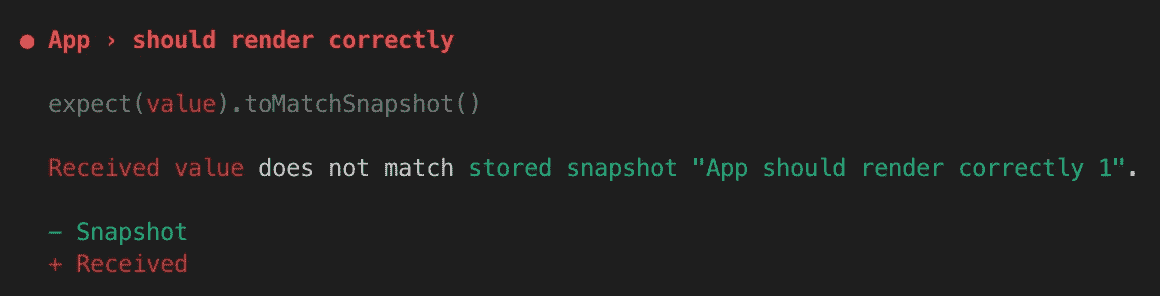 ● App › should render correctly
expect(value).toMatchSnapshot()
Received value does not match stored snapshot "App should render correctly 1".
- Snapshot
+ Received